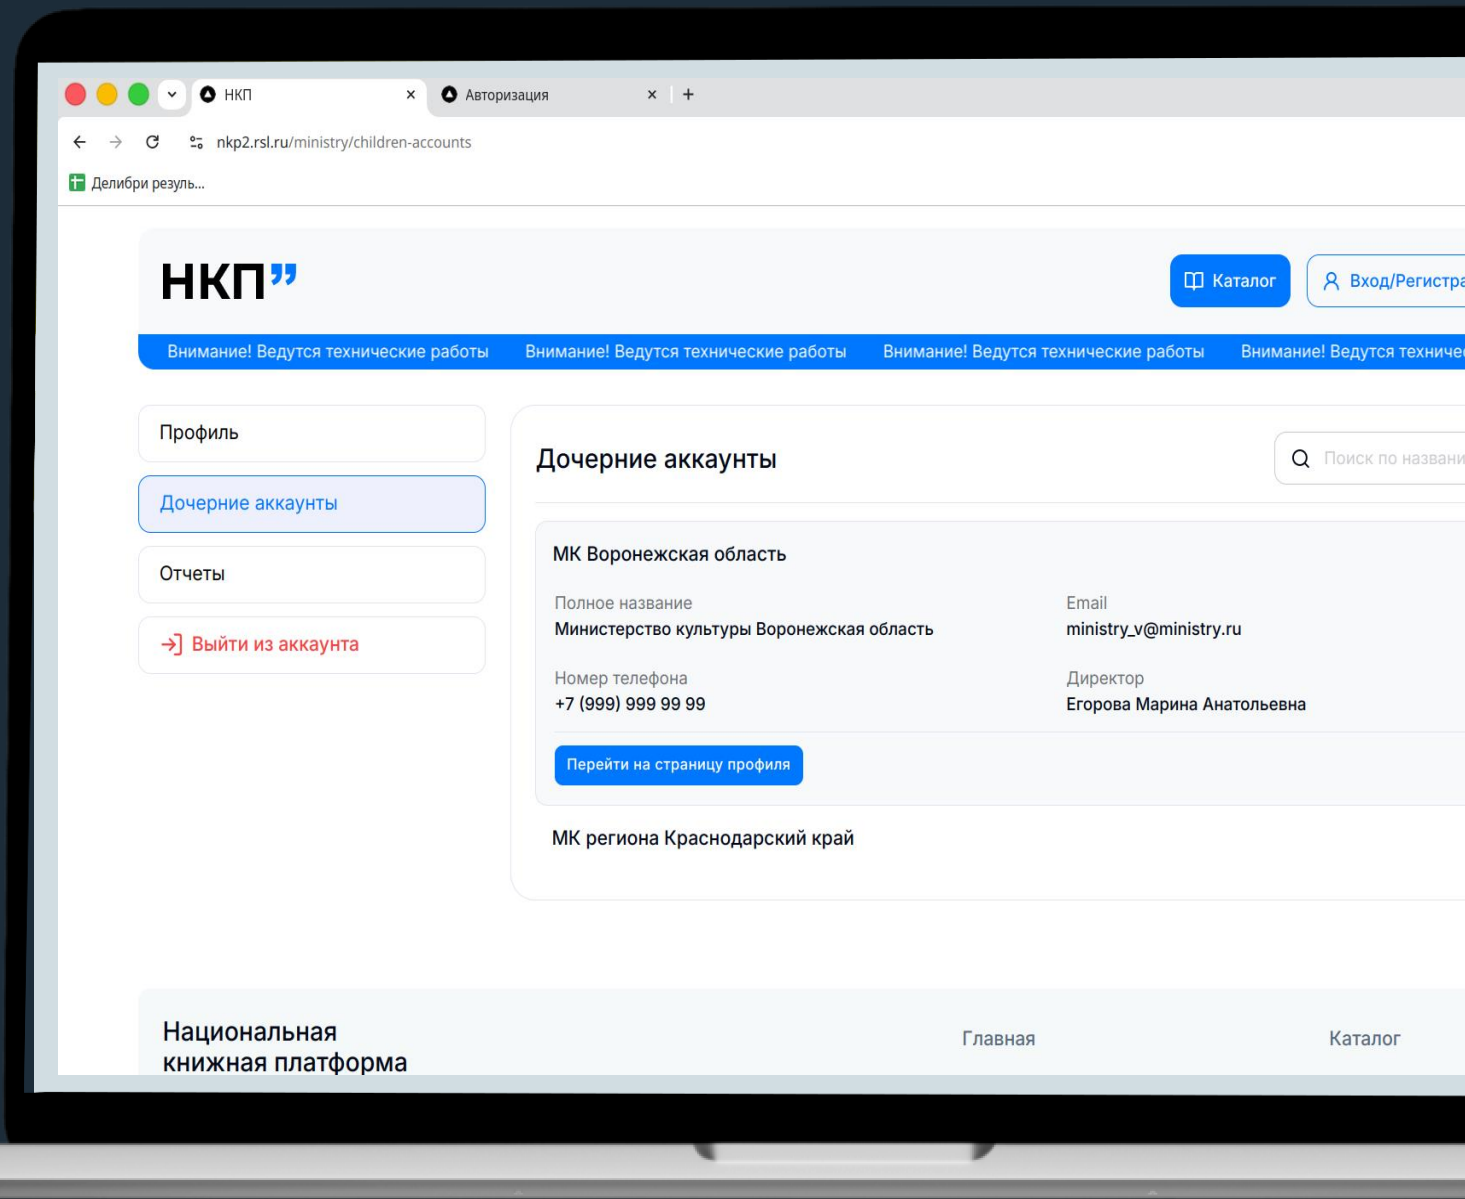 НКП
Авторизация
nkp2.rsl.ru/ministry/children-accounts
Делибри резуль...
НКП”
Каталог
Вход/Регистра
Внимание! Ведутся технические работы Внимание! Ведутся технические работы Внимание! Ведутся технические работы Внимание! Ведутся техничес
Профиль
Дочерние аккаунты
Отчеты
Выйти из аккаунта
Дочерние аккаунты
Поиск по названи
МК Воронежская область
Полное название
Министерство культуры Воронежская область
Email
ministry_v@ministry.ru
Номер телефона
+7 (999) 999 99 99
Директор
Егорова Марина Анатольевна
Перейти на страницу профиля
МК региона Краснодарский край
Национальная
книжная платформа
Главная
Каталог